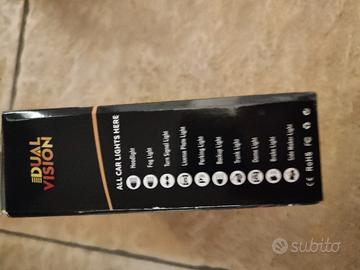 DUAL
VISION
ALL CAR LIGHTS HERE
Headlight
Fog Light
Turn Signal Light
License Plate Light
Parking Light
Backup Light
Trunk Light
Dome Light
Brake Light
Side Maker Light
CE RoHS
subito